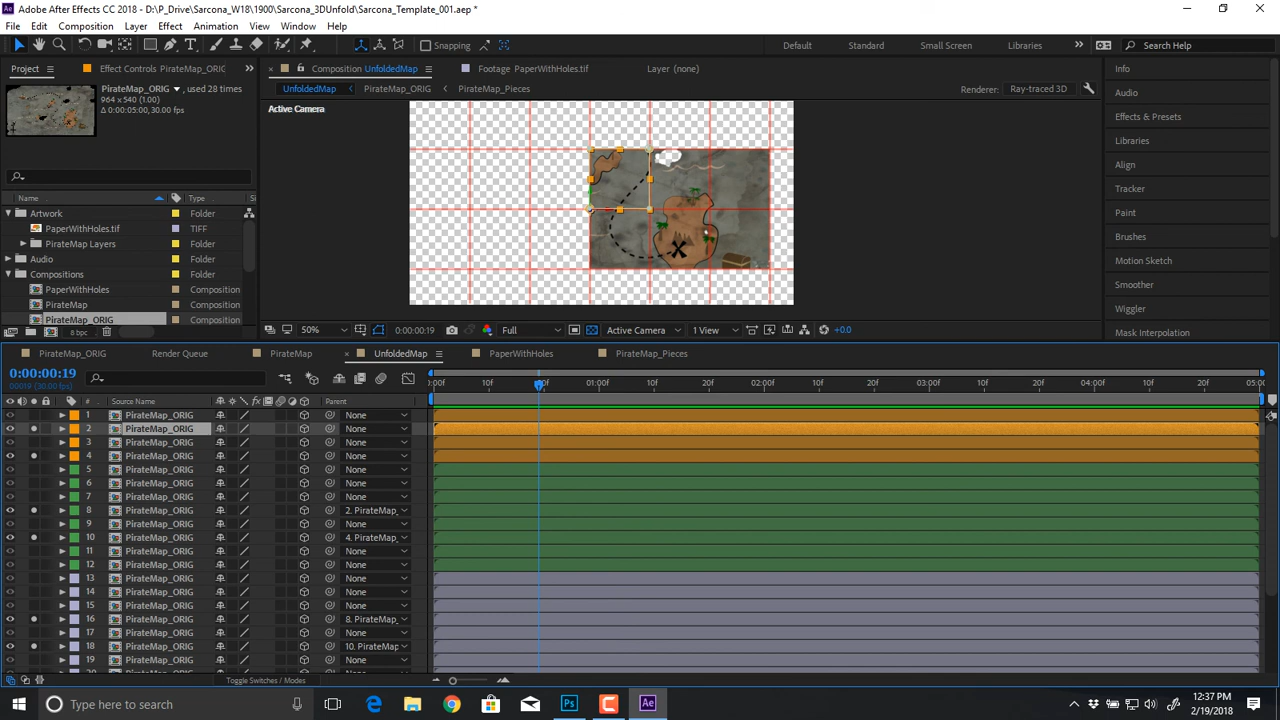 Adobe After Effects CC 2018 - D:\P_Drive\Sarcona_W18\1900\Sarcona_3DUnfold\Sarcona_Template_001.aep *
File Edit Composition Layer Effect Animation View Window Help
Snapping Default Standard Small Screen Libraries Search Help
Project Effect Controls PirateMap_ORIG
Composition UnfoldedMap Footage PaperWithHoles.tif Layer (none)
UnfoldedMap PirateMap_ORIG PirateMap_Pieces Renderer: Ray-traced 3D
PirateMap_ORIG , used 28 times
964 x 540 (1.00)
Δ 0:00:05:00, 30.00 fps)
Active Camera
Name Type Si
Artwork Folder
PaperWithHoles.tif TIFF
PirateMap Layers Folder
Audio Folder
Compositions Folder
PaperWithHoles Composition
PirateMap Composition
PirateMap_ORIG Composition
8 bpc
50% 0:00:00:19 Full Active Camera 1 View +0.0
Info
Audio
Effects & Presets
Libraries
Align
Tracker
Paint
Brushes
Motion Sketch
Smoother
Wiggler
Mask Interpolation
PirateMap_ORIG Render Queue PirateMap UnfoldedMap PaperWithHoles PirateMap_Pieces
0:00:00:19
00019 (30.00 fps)
:00f 10f 20f 01:00f 10f 20f 02:00f 10f 20f 03:00f 10f 20f 04:00f 10f 20f 05:00
# Source Name fx Parent
1 PirateMap_ORIG None
2 PirateMap_ORIG None
3 PirateMap_ORIG None
4 PirateMap_ORIG None
5 PirateMap_ORIG None
6 PirateMap_ORIG None
7 PirateMap_ORIG None
8 PirateMap_ORIG 2. PirateMap_
9 PirateMap_ORIG None
10 PirateMap_ORIG 4. PirateMap_
11 PirateMap_ORIG None
12 PirateMap_ORIG None
13 PirateMap_ORIG None
14 PirateMap_ORIG None
15 PirateMap_ORIG None
16 PirateMap_ORIG 8. PirateMap_
17 PirateMap_ORIG None
18 PirateMap_ORIG 10. PirateMap
19 PirateMap_ORIG None
Toggle Switches / Modes
Type here to search
12:37 PM
2/19/2018